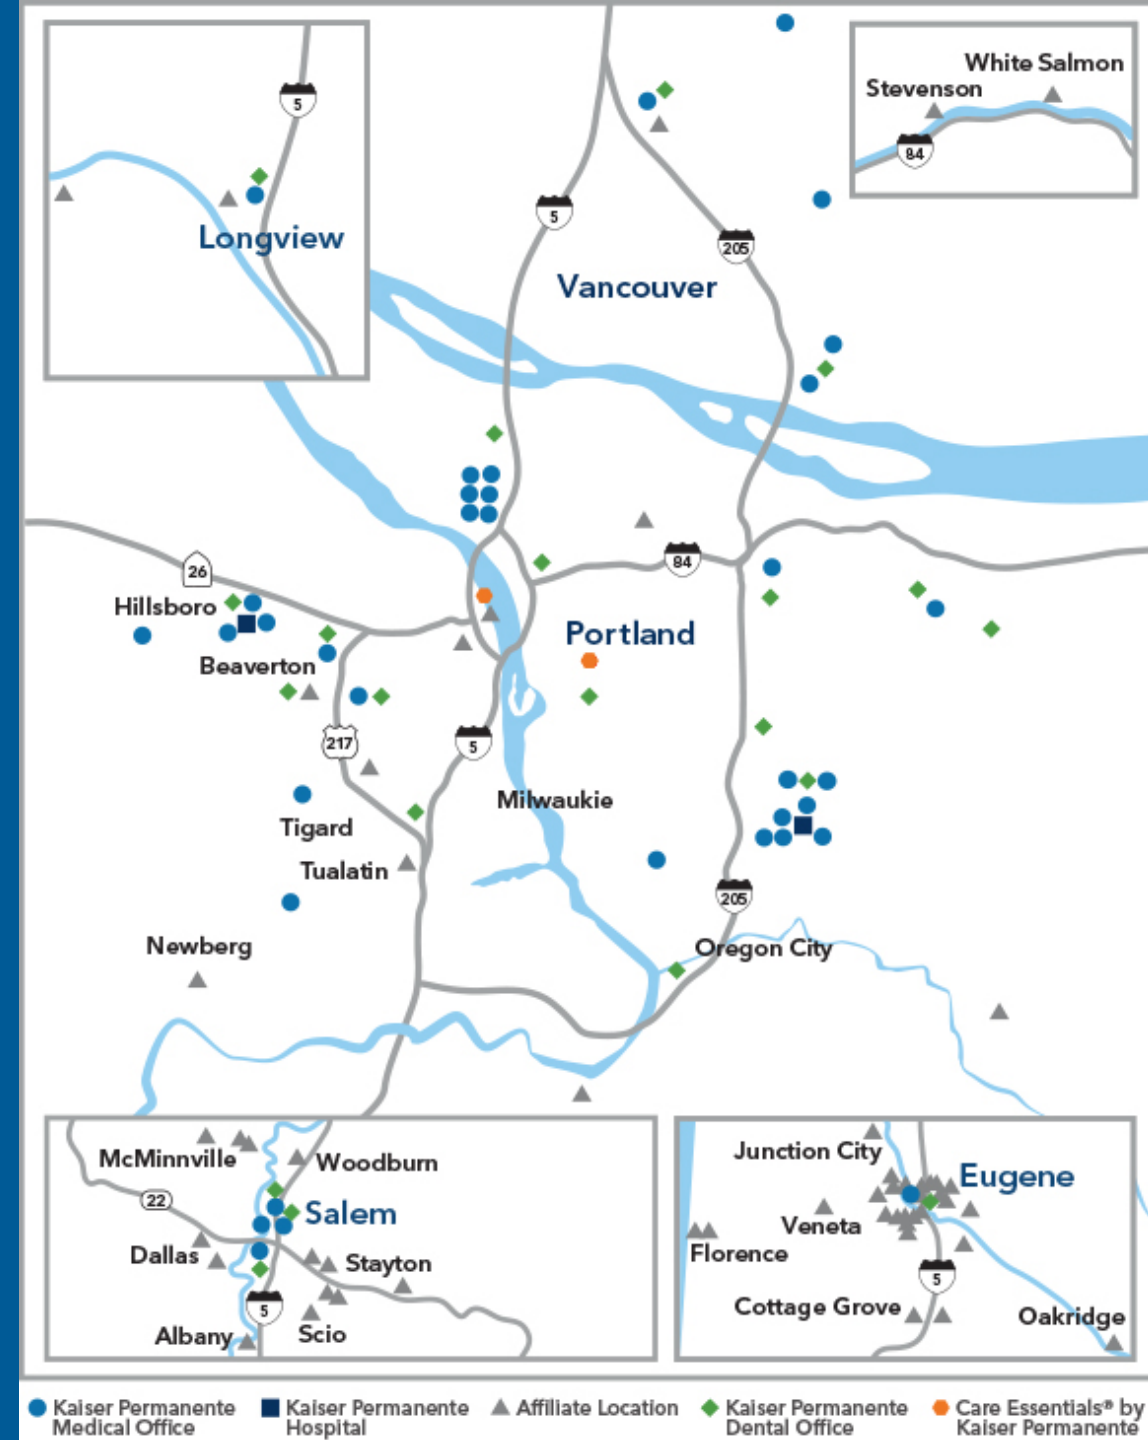 White Salmon
Stevenson
84
5
Longview
5
205
Vancouver
26
84
Hillsboro
Portland
Beaverton
217
5
Milwaukie
Tigard
Tualatin
205
Newberg
Oregon City
McMinnville
Woodburn
22
Salem
Dallas
Stayton
5
Albany
Scio
Junction City
Eugene
Veneta
Florence
5
Cottage Grove
Oakridge
Kaiser Permanente
Medical Office
Kaiser Permanente
Hospital
Affiliate Location
Kaiser Permanente
Dental Office
Care Essentials® by
Kaiser Permanente